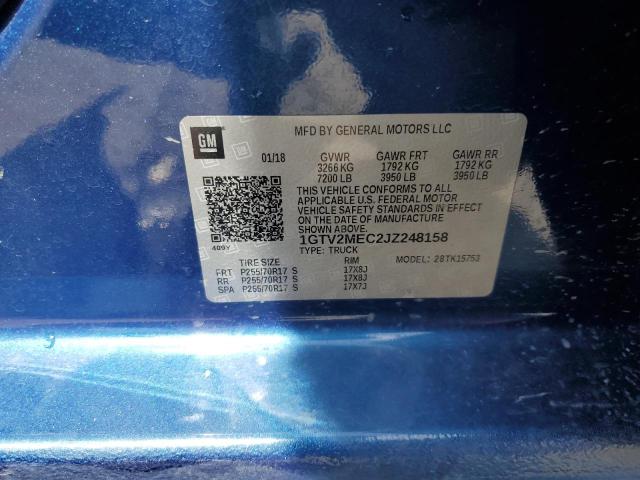 GM
MFD BY GENERAL MOTORS LLC
01/18 GVWR GAWR FRT GAWR RR
3266 KG 1792 KG 1792 KG
7200 LB 3950 LB 3950 LB
THIS VEHICLE CONFORMS TO ALL
APPLICABLE U.S. FEDERAL MOTOR
VEHICLE SAFETY STANDARDS IN EFFECT
ON THE DATE OF MANUFACTURE
SHOWN ABOVE.
1GTV2MEC2JZ248158
TYPE: TRUCK MODEL: 2BTK15753
TIRE SIZE RIM
FRT P255/70R17 S 17X8J
RR P255/70R17 S 17X8J
SPA P265/70R17 S 17X7J